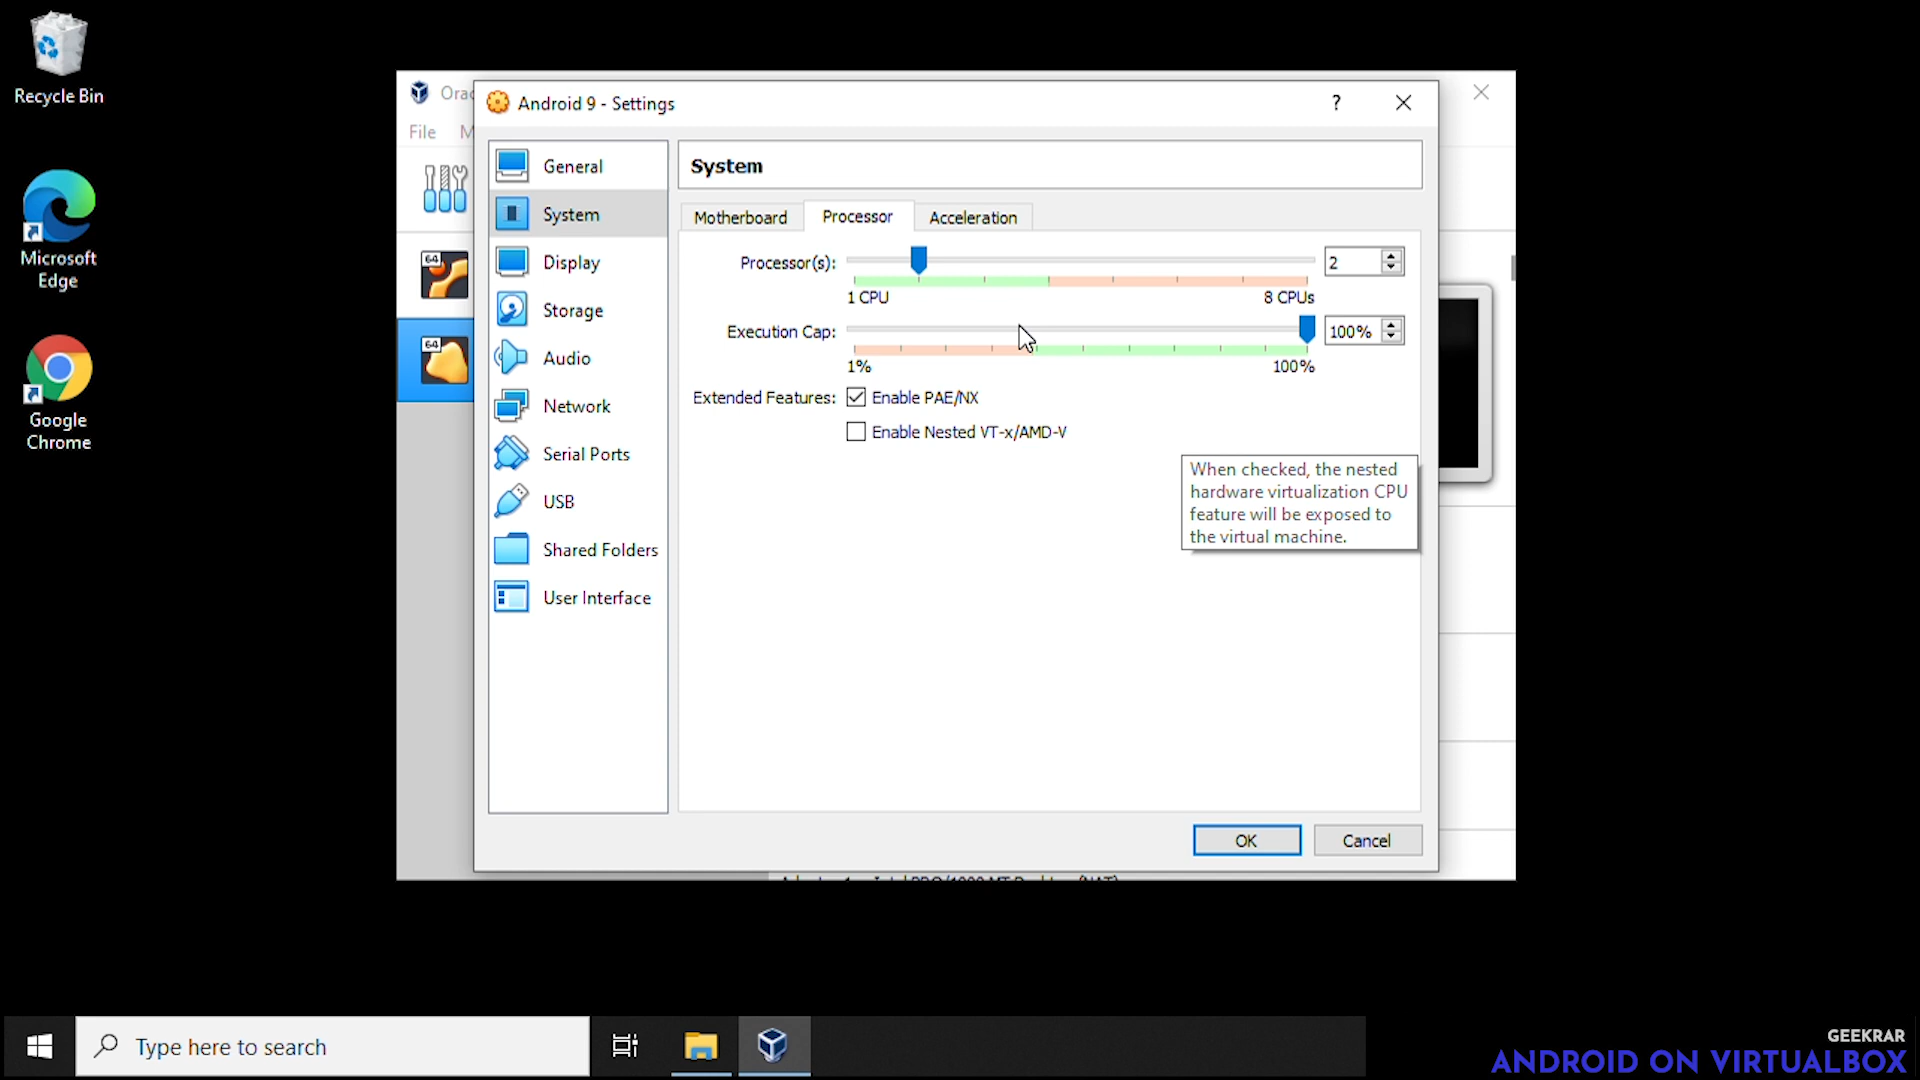 Recycle Bin
Microsoft
Edge
Google
Chrome
Orac
File M
64
64
Android 9 - Settings ?
General
System
Display
Storage
Audio
Network
Serial Ports
USB
Shared Folders
User Interface
System
Motherboard Processor Acceleration
Processor(s): 2
1 CPU 8 CPUs
Execution Cap: 100%
1% 100%
Extended Features: Enable PAE/NX
Enable Nested VT-x/AMD-V
When checked, the nested
hardware virtualization CPU
feature will be exposed to
the virtual machine.
OK Cancel
Type here to search
GEEKRAR
ANDROID ON VIRTUALBOX